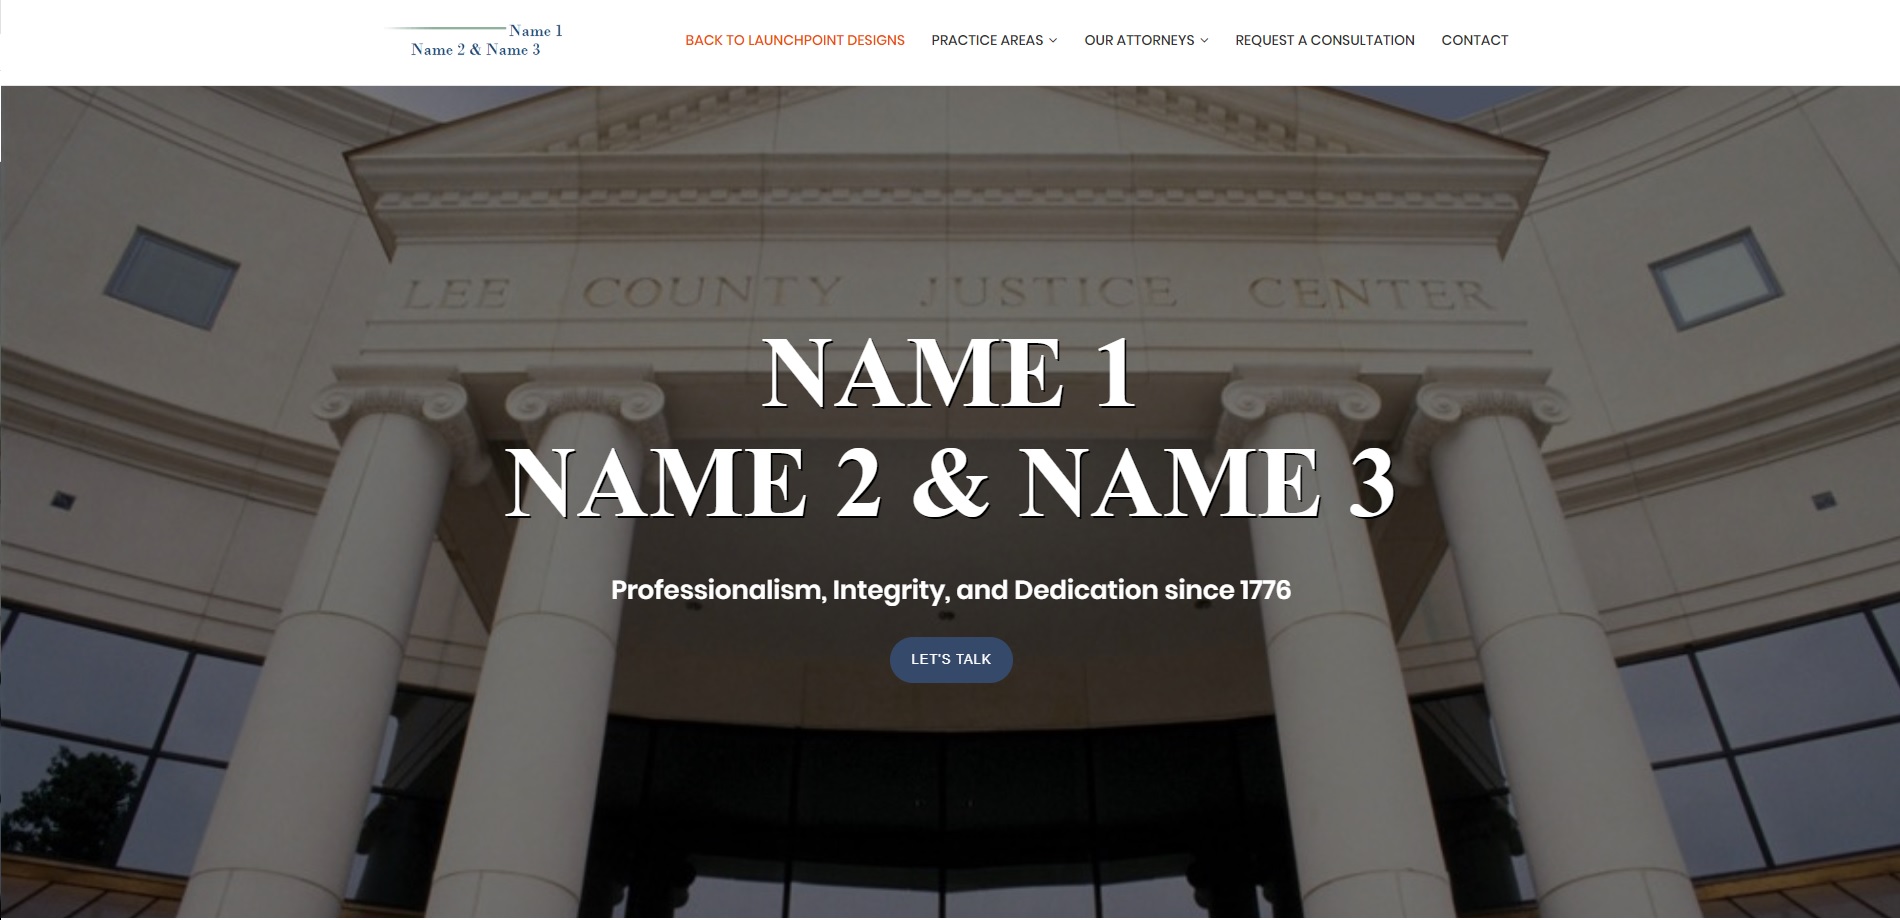 Name 1
Name 2 & Name 3
BACK TO LAUNCHPOINT DESIGNS PRACTICE AREAS OUR ATTORNEYS REQUEST A CONSULTATION CONTACT
LEE COUNTY JUSTICE CENTER
NAME 1
NAME 2 & NAME 3
Professionalism, Integrity, and Dedication since 1776
LET'S TALK